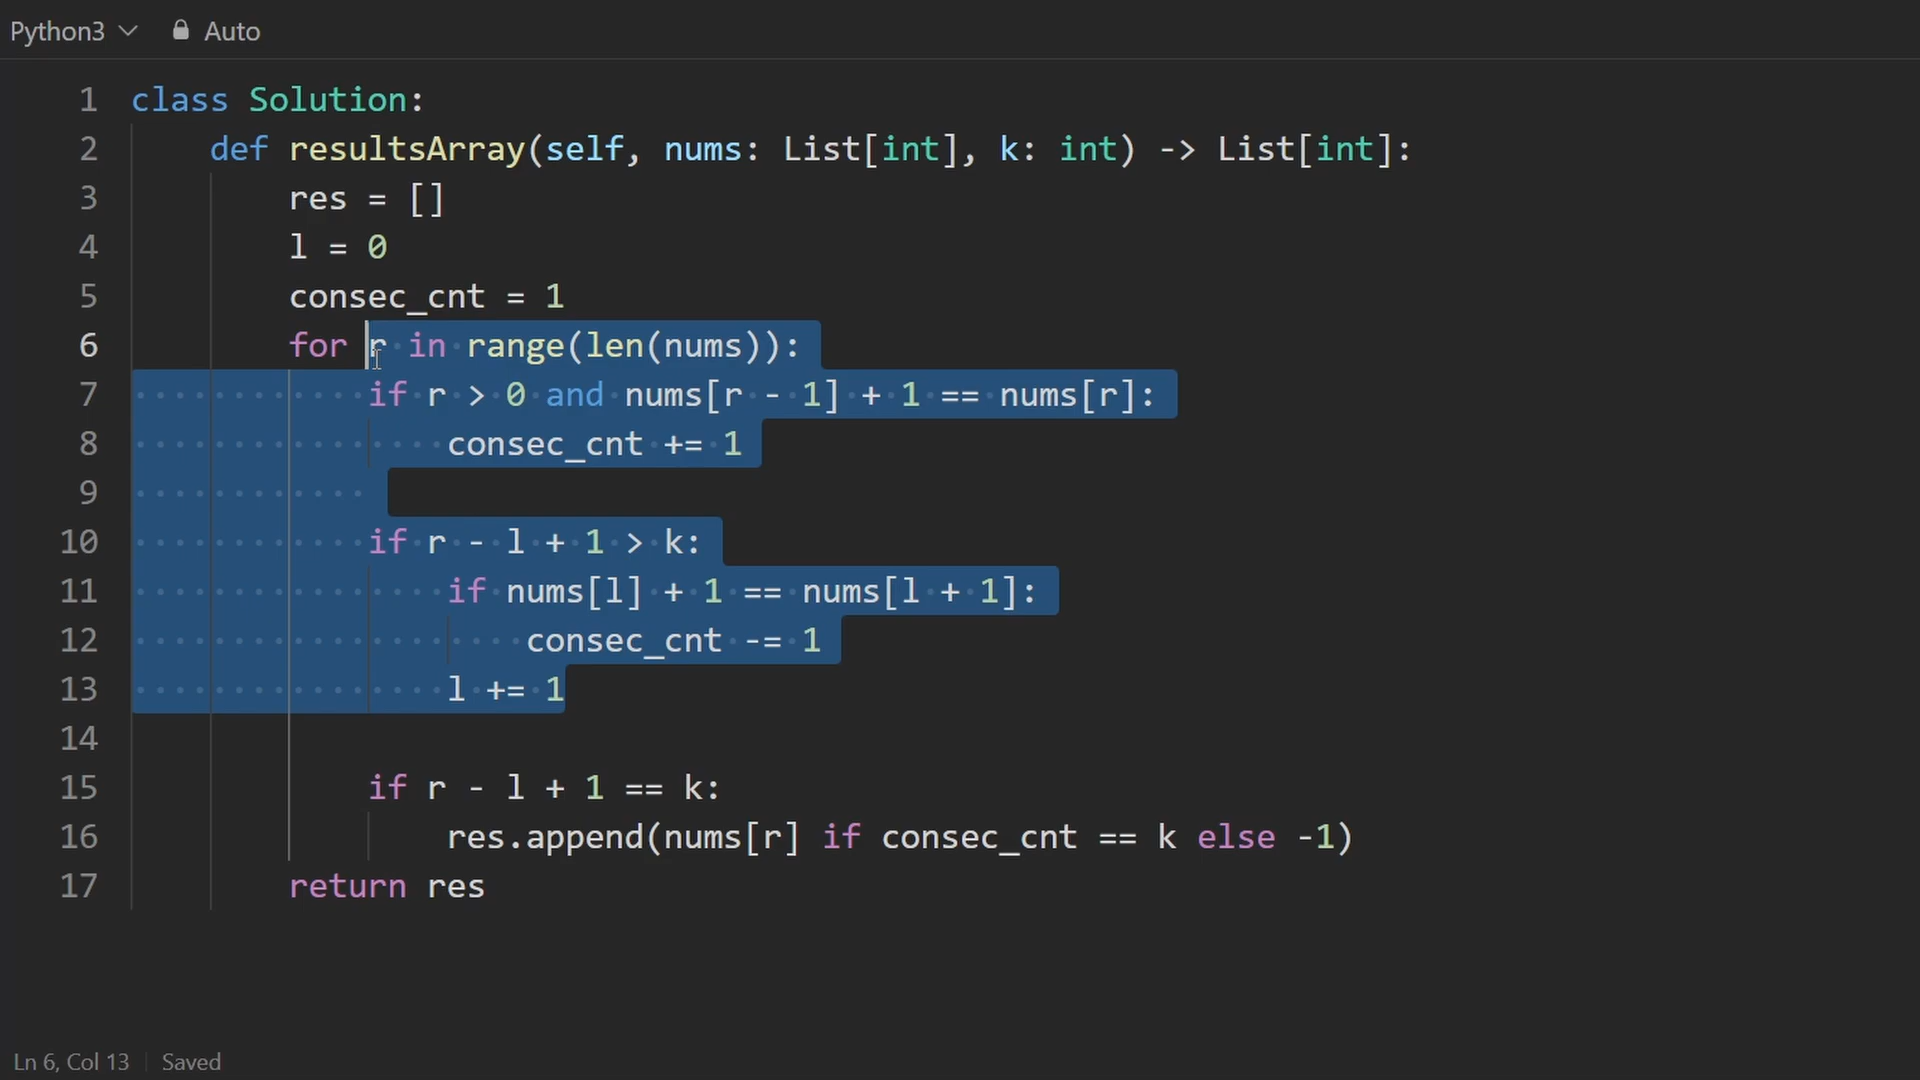 Python3 Auto
1 class Solution:
2 def resultsArray(self, nums: List[int], k: int) -> List[int]:
3 res = []
4 l = 0
5 consec_cnt = 1
6 for r in range(len(nums)):
7 if r > 0 and nums[r - 1] + 1 == nums[r]:
8 consec_cnt += 1
9
10 if r - l + 1 > k:
11 if nums[l] + 1 == nums[l + 1]:
12 consec_cnt -= 1
13 l += 1
14
15 if r - l + 1 == k:
16 res.append(nums[r] if consec_cnt == k else -1)
17 return res
Ln 6, Col 13 Saved